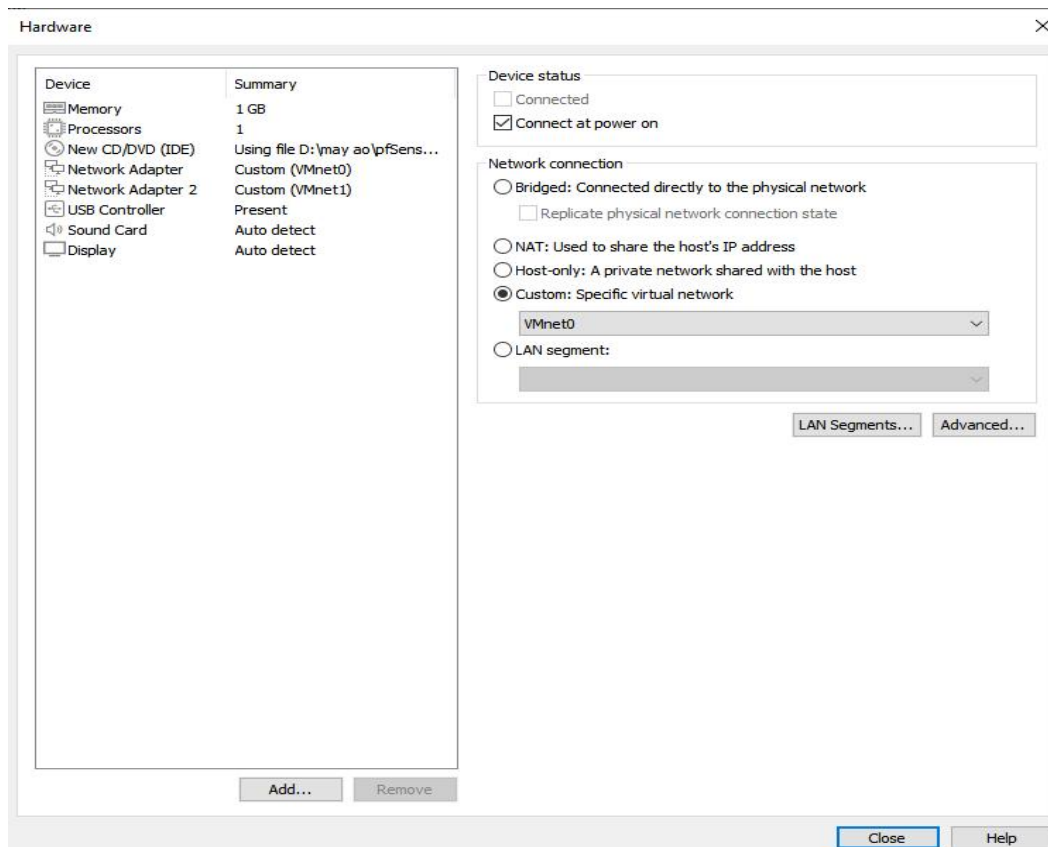 Hardware
Device Summary
Memory 1 GB
Processors 1
New CD/DVD (IDE) Using file D:\may ao\pfSens...
Network Adapter Custom (VMnet0)
Network Adapter 2 Custom (VMnet1)
USB Controller Present
Sound Card Auto detect
Display Auto detect
Add... Remove
Device status
Connected
Connect at power on
Network connection
Bridged: Connected directly to the physical network
Replicate physical network connection state
NAT: Used to share the host's IP address
Host-only: A private network shared with the host
Custom: Specific virtual network
VMnet0
LAN segment:
LAN Segments... Advanced...
Close Help